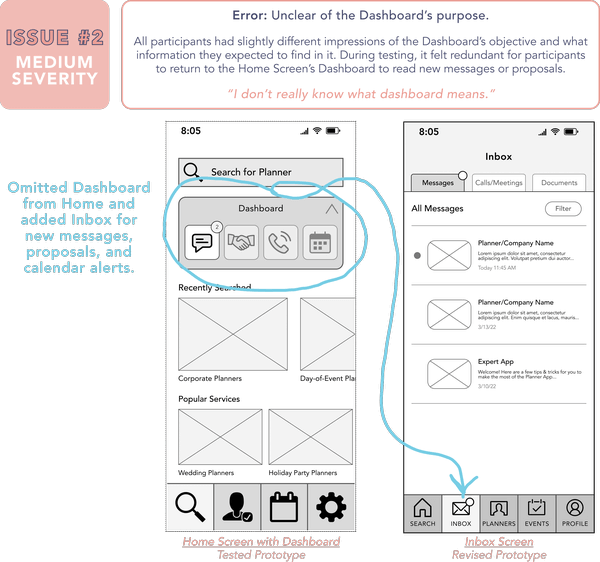 ISSUE #2
MEDIUM
SEVERITY
Error: Unclear of the Dashboard's purpose.
All participants had slightly different impressions of the Dashboard's objective and what
information they expected to find in it. During testing, it felt redundant for participants
to return to the Home Screen's Dashboard to read new messages or proposals.
"I don't really know what dashboard means."
Omitted Dashboard
from Home and
added Inbox for
new messages,
proposals, and
calendar alerts.
8:05
Search for Planner
Dashboard
2
Recently Searched
Corporate Planners
Day-of-Event Pla
Popular Services
Wedding Planners
Holiday Party Planners
Home Screen with Dashboard
Tested Prototype
8:05
Inbox
Messages
Calls/Meetings
Documents
All Messages
Filter
Planner/Company Name
Lorem ipsum dolor sit amet, consectetur
adipiscing elit. Volutpat pretium dui auctor...
Today 11:45 AM
Planner/Company Name
Lorem ipsum dolor sit amet, consectetur
adipiscing elit. Enim quisque et lacus, mauris...
3/13/22
Expert App
Welcome! Here are a few tips & tricks for you to
make the most of the Planner App...
3/10/22
SEARCH
INBOX
PLANNERS
EVENTS
PROFILE
Inbox Screen
Revised Prototype